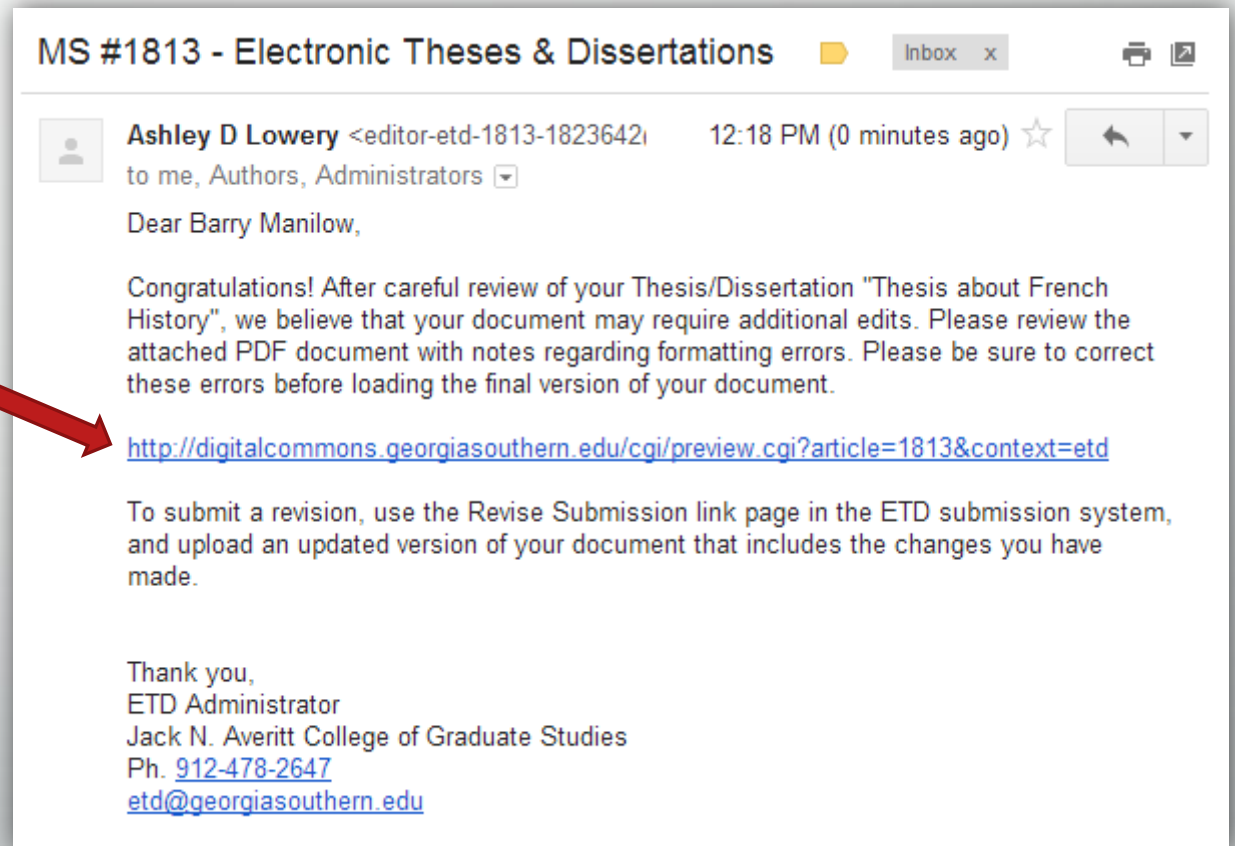 MS #1813 - Electronic Theses & Dissertations Inbox x
Ashley D Lowery <editor-etd-1813-1823642( 12:18 PM (0 minutes ago)
to me, Authors, Administrators
Dear Barry Manilow,
Congratulations! After careful review of your Thesis/Dissertation "Thesis about French
History", we believe that your document may require additional edits. Please review the
attached PDF document with notes regarding formatting errors. Please be sure to correct
these errors before loading the final version of your document.
http://digitalcommons.georgiasouthern.edu/cgi/preview.cgi?article=1813&context=etd
To submit a revision, use the Revise Submission link page in the ETD submission system,
and upload an updated version of your document that includes the changes you have
made.
Thank you,
ETD Administrator
Jack N. Averitt College of Graduate Studies
Ph. 912-478-2647
etd@georgiasouthern.edu